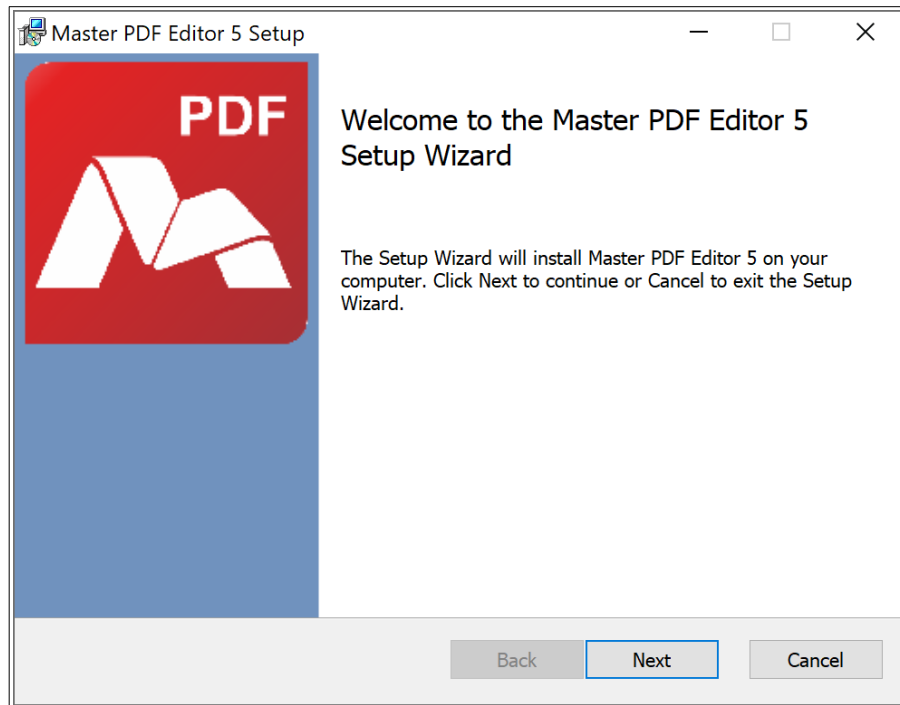 Master PDF Editor 5 Setup
PDF
Welcome to the Master PDF Editor 5
Setup Wizard
The Setup Wizard will install Master PDF Editor 5 on your
computer. Click Next to continue or Cancel to exit the Setup
Wizard.
Back Next Cancel